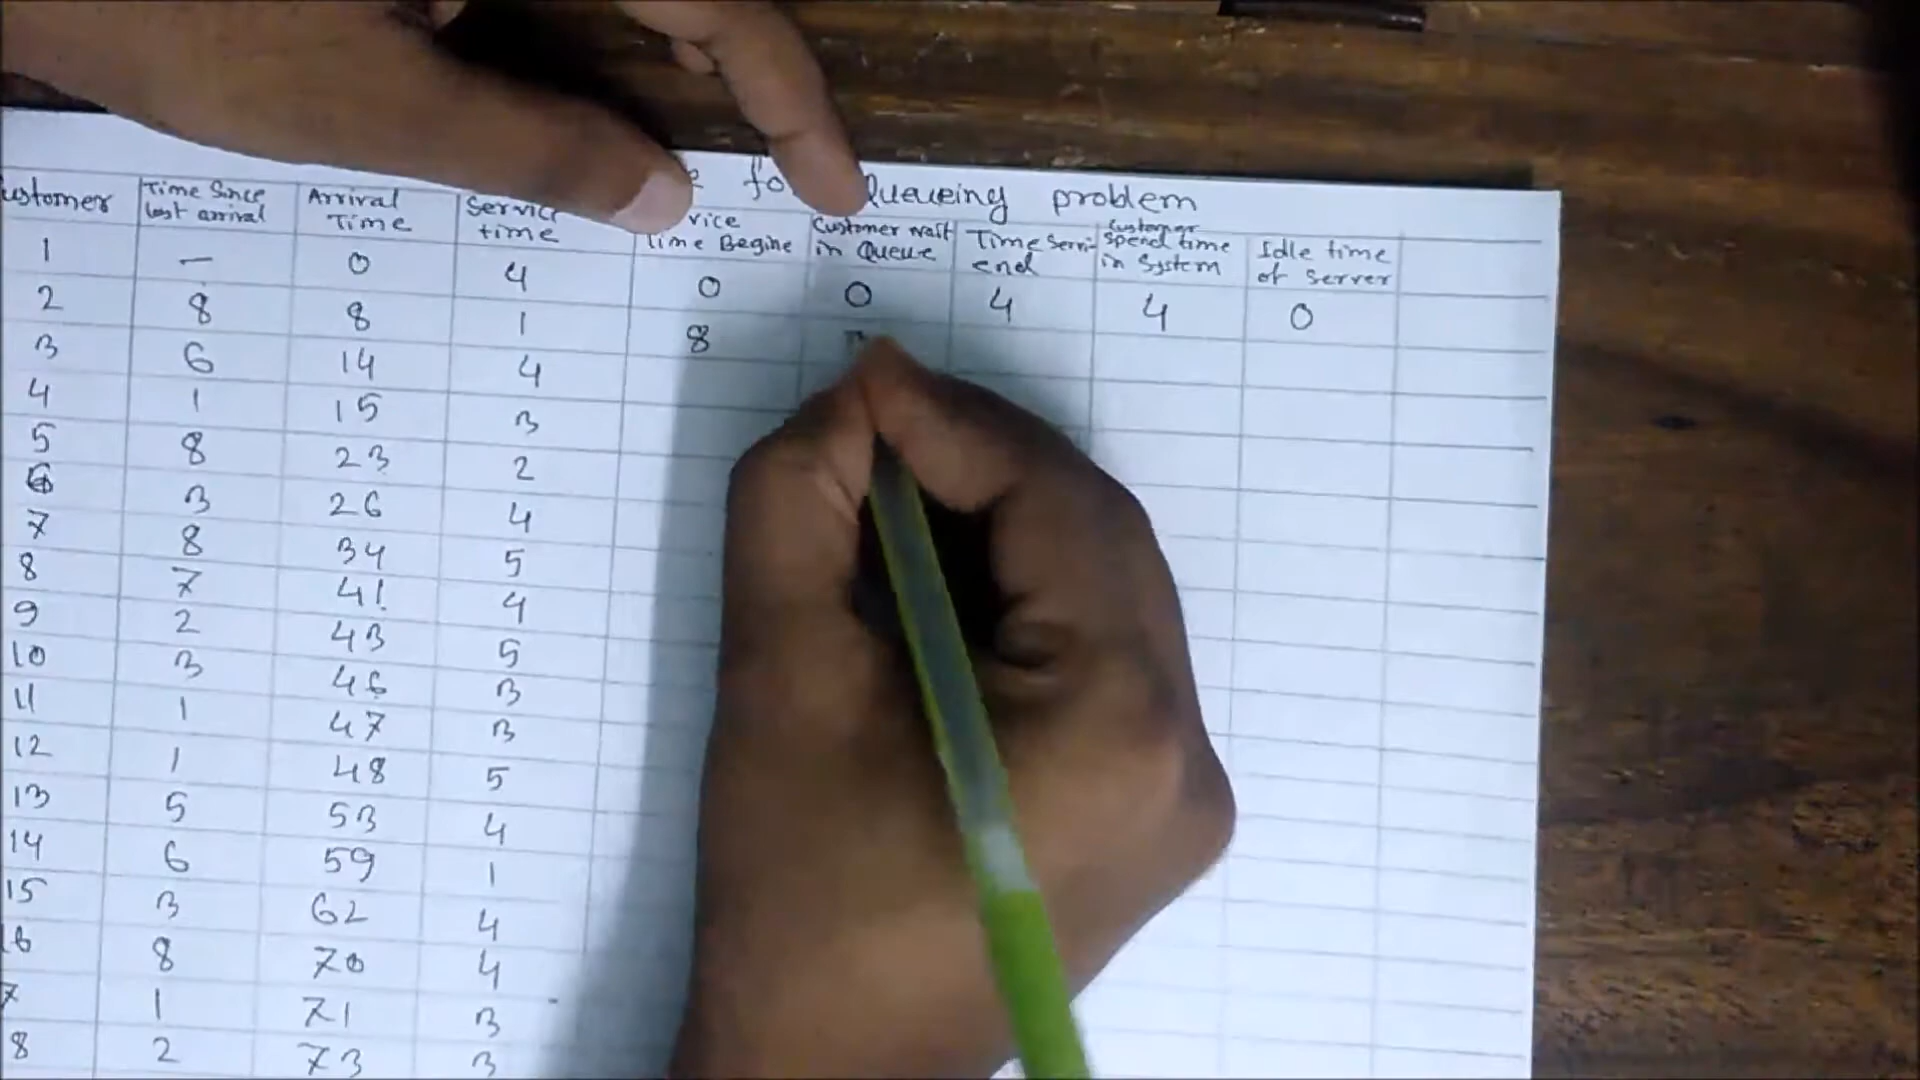 Queueing problem
ustomer Time Since last arrival Arrival Time Service time vice Time Begine Customer wait in Queue Time Servi- end Customer Spend time in System Idle time of Server
1 — 0 4 0 0 4 4 0
2 8 8 1 8
3 6 14 4
4 1 15 3
5 8 23 2
6 3 26 4
7 8 34 5
8 7 41 4
9 2 43 5
10 3 46 3
11 1 47 3
12 1 48 5
13 5 53 4
14 6 59 1
15 3 62 4
16 8 70 4
7 1 71 3
8 2 73 3